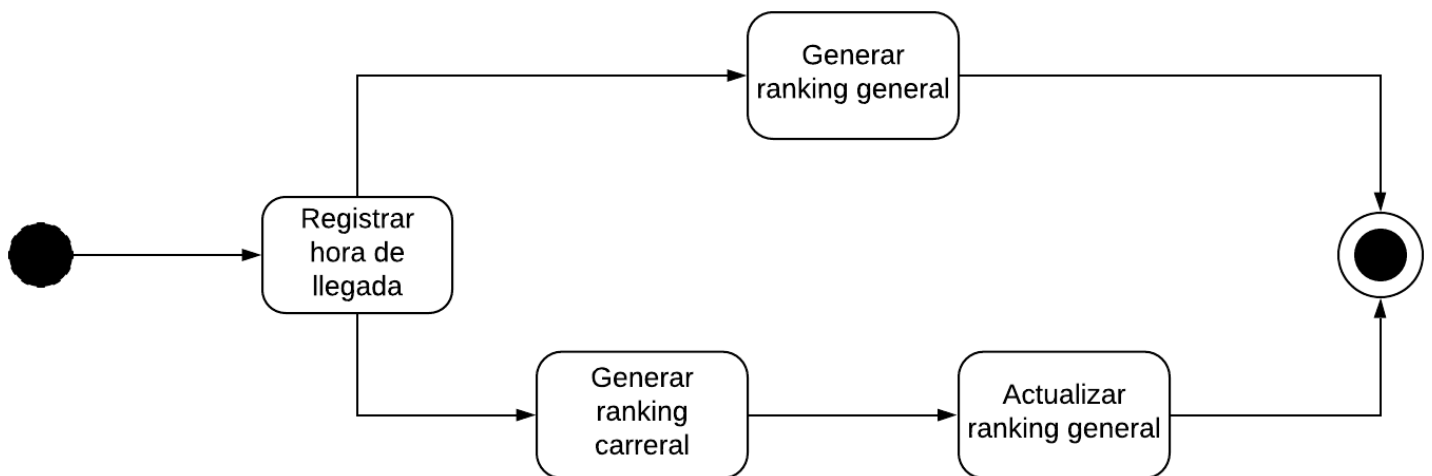 Generar
ranking general
Registrar
hora de
llegada
Generar
ranking
carreral
Actualizar
ranking general